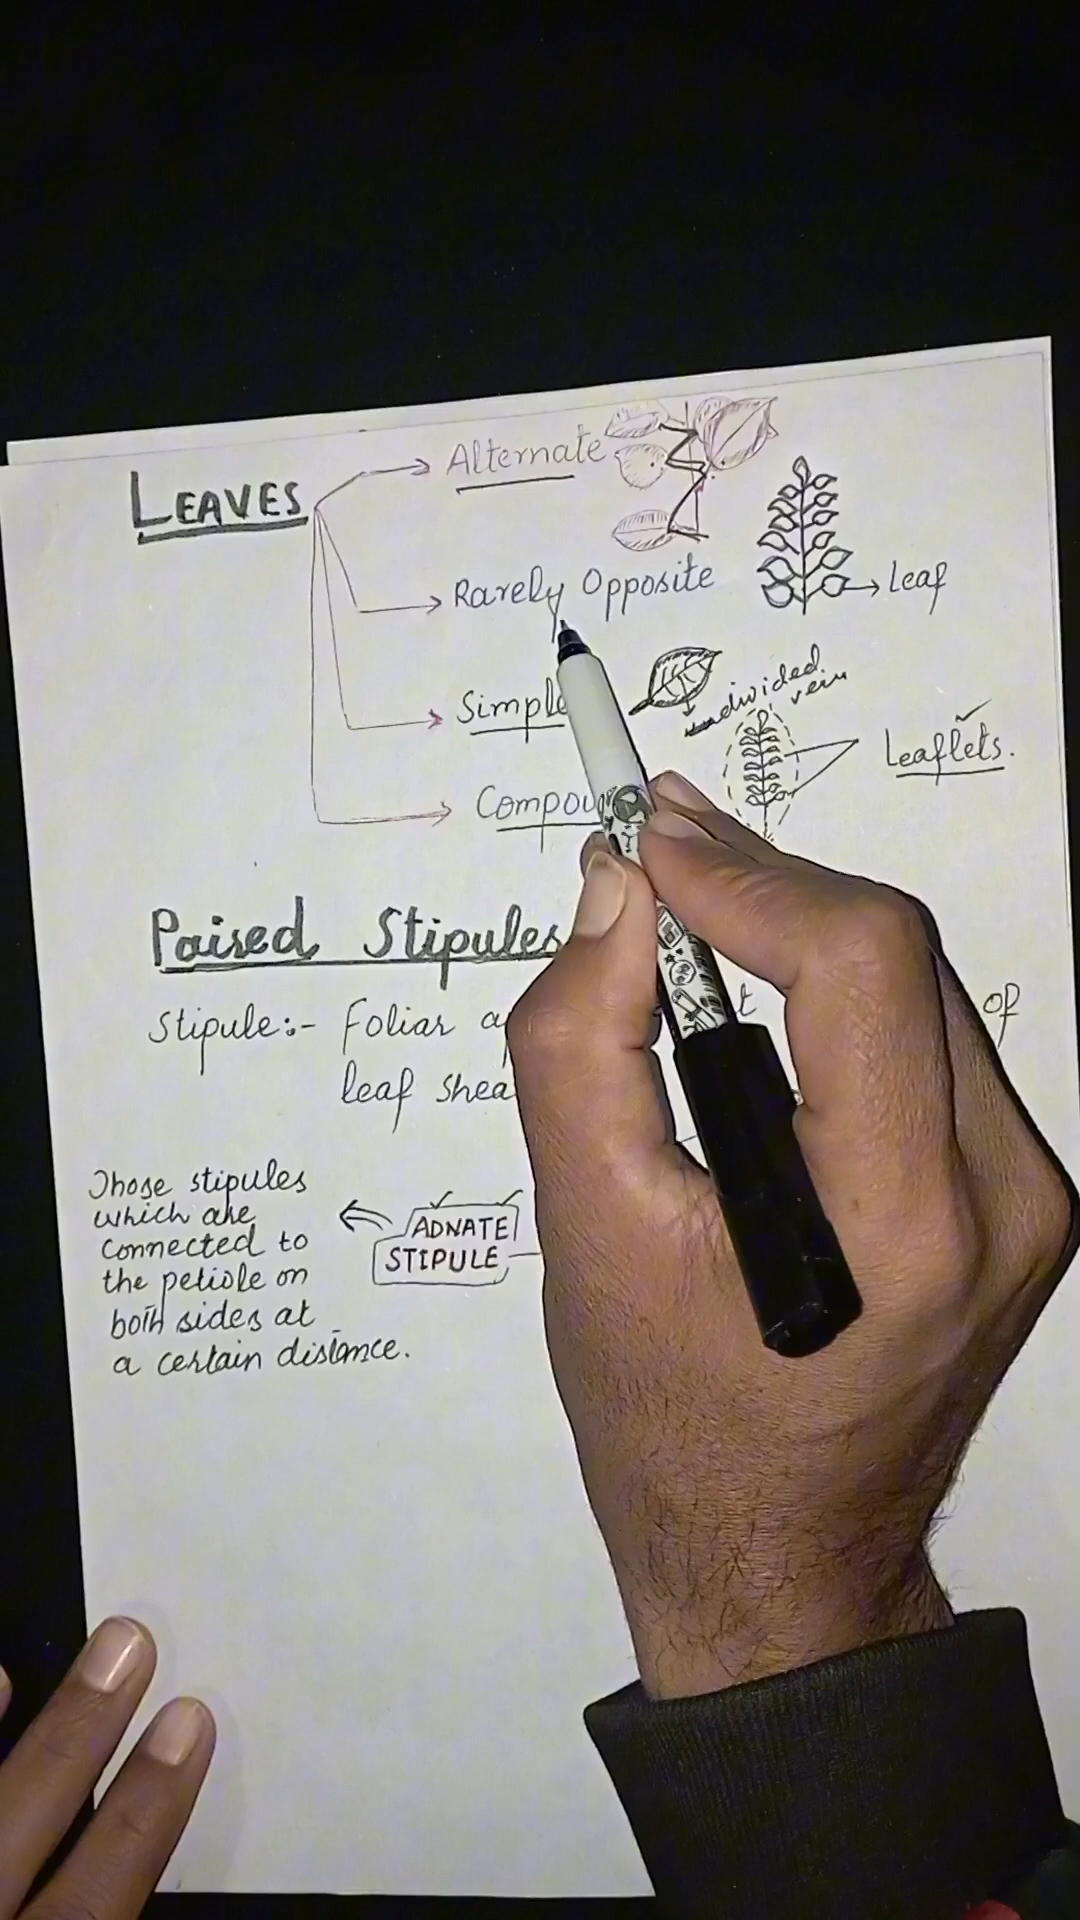 LEAVES
Alternate
Rarely Opposite
Leaf
Simple
undivided
vein
Leaflets.
Paired Stipules
Stipule:- Foliar of
leaf
Those stipules
which are
connected to
the petiole on
both sides at
a certain distance.
ADNATE
STIPULE